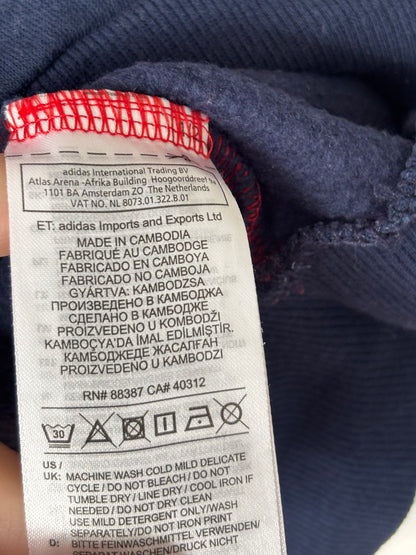 adidas International Trading BV
Atlas Arena -Afrika Building Hoogoorddreef 9a
1101 BA Amsterdam ZO The Netherlands
VAT NO. NL 8073.01.322.B.01
ET: adidas Imports and Exports Ltd
MADE IN CAMBODIA
FABRIQUÉ AU CAMBODGE
FABRICADO EN CAMBOYA
FABRICADO NO CAMBOJA
GYÁRTVA: KAMBODZSA
ПРОИЗВЕДЕНО В КАМБОДЖА
СДЕЛАНО В КАМБОДЖЕ
PROIZVEDENO U KOMBODŽI
KAMBOÇYA'DA İMAL EDİLMİŞTİR.
КАМБОДЖЕДЕ ЖАСАЛҒАН
PROIZVEDENO U KAMBODŽI
RN# 88387 CA# 40312
30
US /
UK: MACHINE WASH COLD MILD DELICATE
CYCLE / DO NOT BLEACH / DO NOT
TUMBLE DRY / LINE DRY / COOL IRON IF
NEEDED / DO NOT DRY CLEAN
USE MILD DETERGENT ONLY/WASH
SEPARATELY/DO NOT IRON PRINT
D: BITTE FEINWASCHMITTEL VERWENDEN/